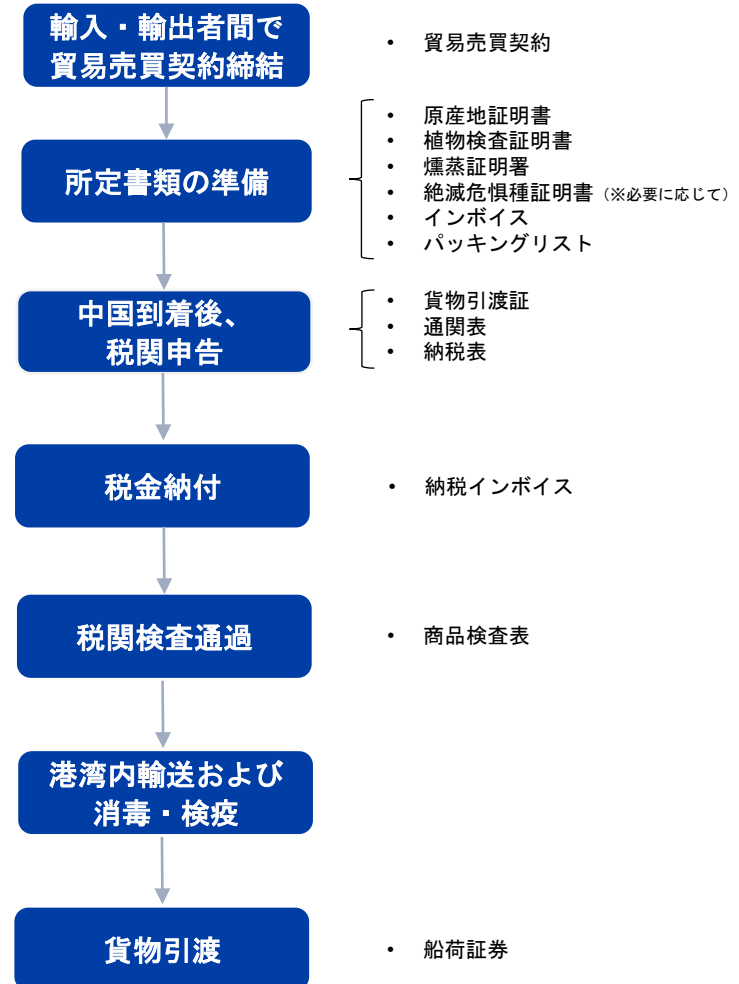 輸入・輸出者間で
貿易売買契約締結
• 貿易売買契約
所定書類の準備
• 原産地証明書
• 植物検査証明書
• 燻蒸証明署
• 絶滅危惧種証明書（※必要に応じて）
• インボイス
• パッキングリスト
中国到着後、
税関申告
• 貨物引渡証
• 通関表
• 納税表
税金納付
• 納税インボイス
税関検査通過
• 商品検査表
港湾内輸送および
消毒・検疫
貨物引渡
• 船荷証券